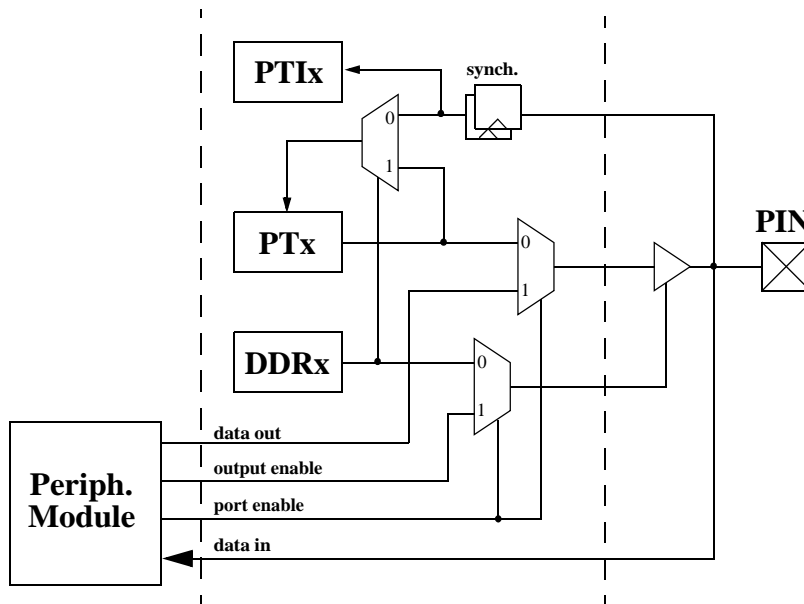 PTIx
synch.
0
1
PTx
0
PIN
1
DDRx
0
1
data out
output enable
Periph.
Module
port enable
data in